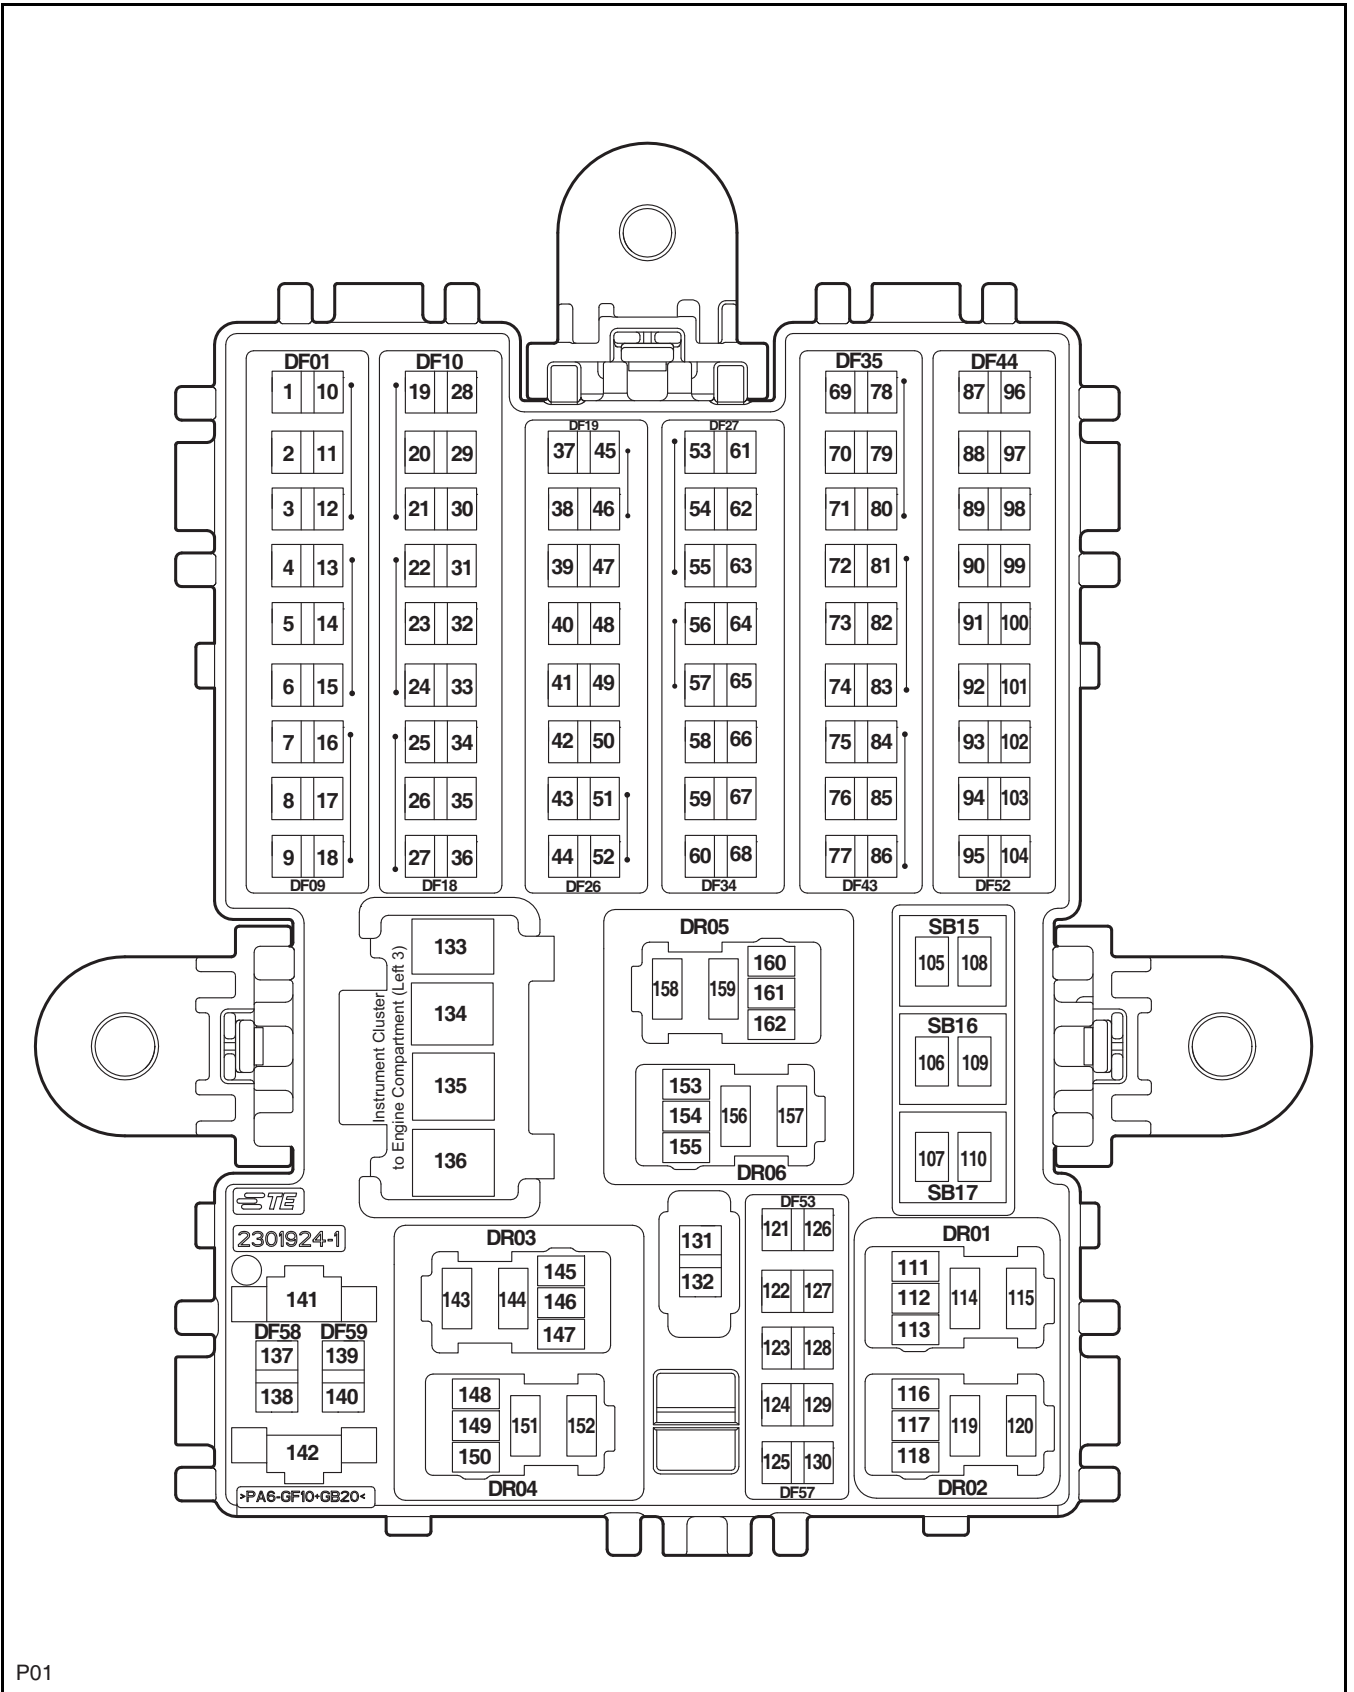 DF01 DF10 DF35 DF44
1 10 19 28 69 78 87 96
DF19 DF27
2 11 20 29 37 45 53 61 70 79 88 97
3 12 21 30 38 46 54 62 71 80 89 98
4 13 22 31 39 47 55 63 72 81 90 99
5 14 23 32 40 48 56 64 73 82 91 100
6 15 24 33 41 49 57 65 74 83 92 101
7 16 25 34 42 50 58 66 75 84 93 102
8 17 26 35 43 51 59 67 76 85 94 103
9 18 27 36 44 52 60 68 77 86 95 104
DF09 DF18 DF26 DF34 DF43 DF52
Instrument Cluster
to Engine Compartment (Left 3)
133
134
135
136
DR05
158 159 160
161
162
153
154 156 157
155
DR06
SB15
105 108
SB16
106 109
107 110
SB17
TE
2301924-1
141
DF58 DF59
137 139
138 140
142
>PA6-GF10+GB20<
DR03
143 144 145
146
147
148
149 151 152
150
DR04
131
132
DF53
121 126
122 127
123 128
124 129
125 130
DF57
DR01
111
112 114 115
113
116
117 119 120
118
DR02
P01